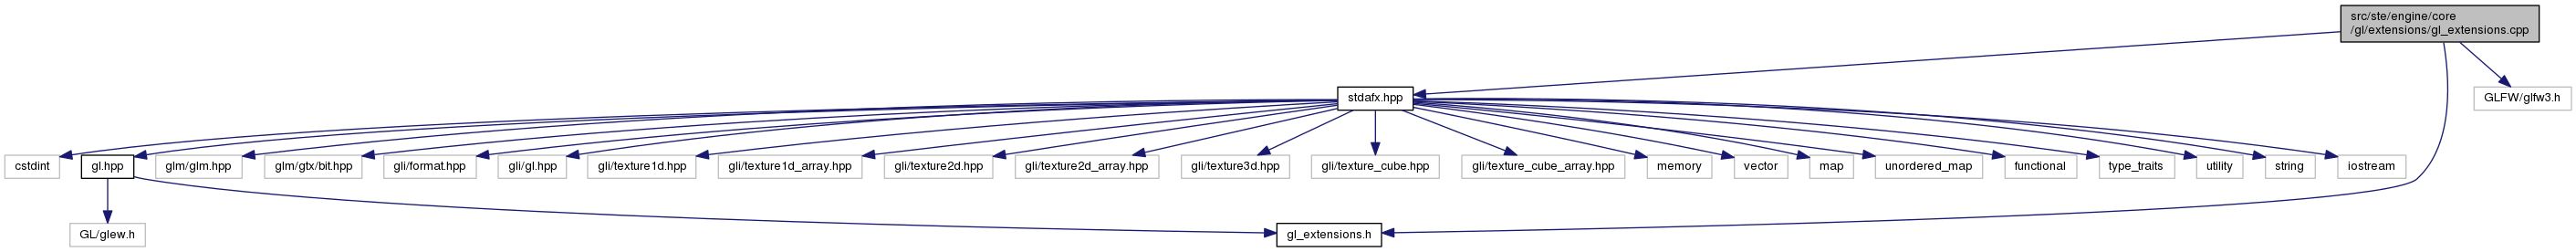 src/ste/engine/core
/gl/extensions/gl_extensions.cpp
stdafx.hpp
GLFW/glfw3.h
cstdint
gl.hpp
glm/glm.hpp
glm/gtx/bit.hpp
gli/format.hpp
gli/gl.hpp
gli/texture1d.hpp
gli/texture1d_array.hpp
gli/texture2d.hpp
gli/texture2d_array.hpp
gli/texture3d.hpp
gli/texture_cube.hpp
gli/texture_cube_array.hpp
memory
vector
map
unordered_map
functional
type_traits
utility
string
iostream
GL/glew.h
gl_extensions.h